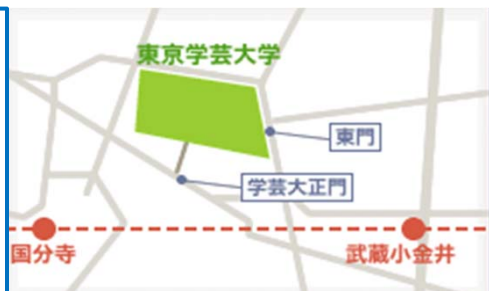 東京学芸大学
東門
学芸大正門
国分寺
武蔵小金井